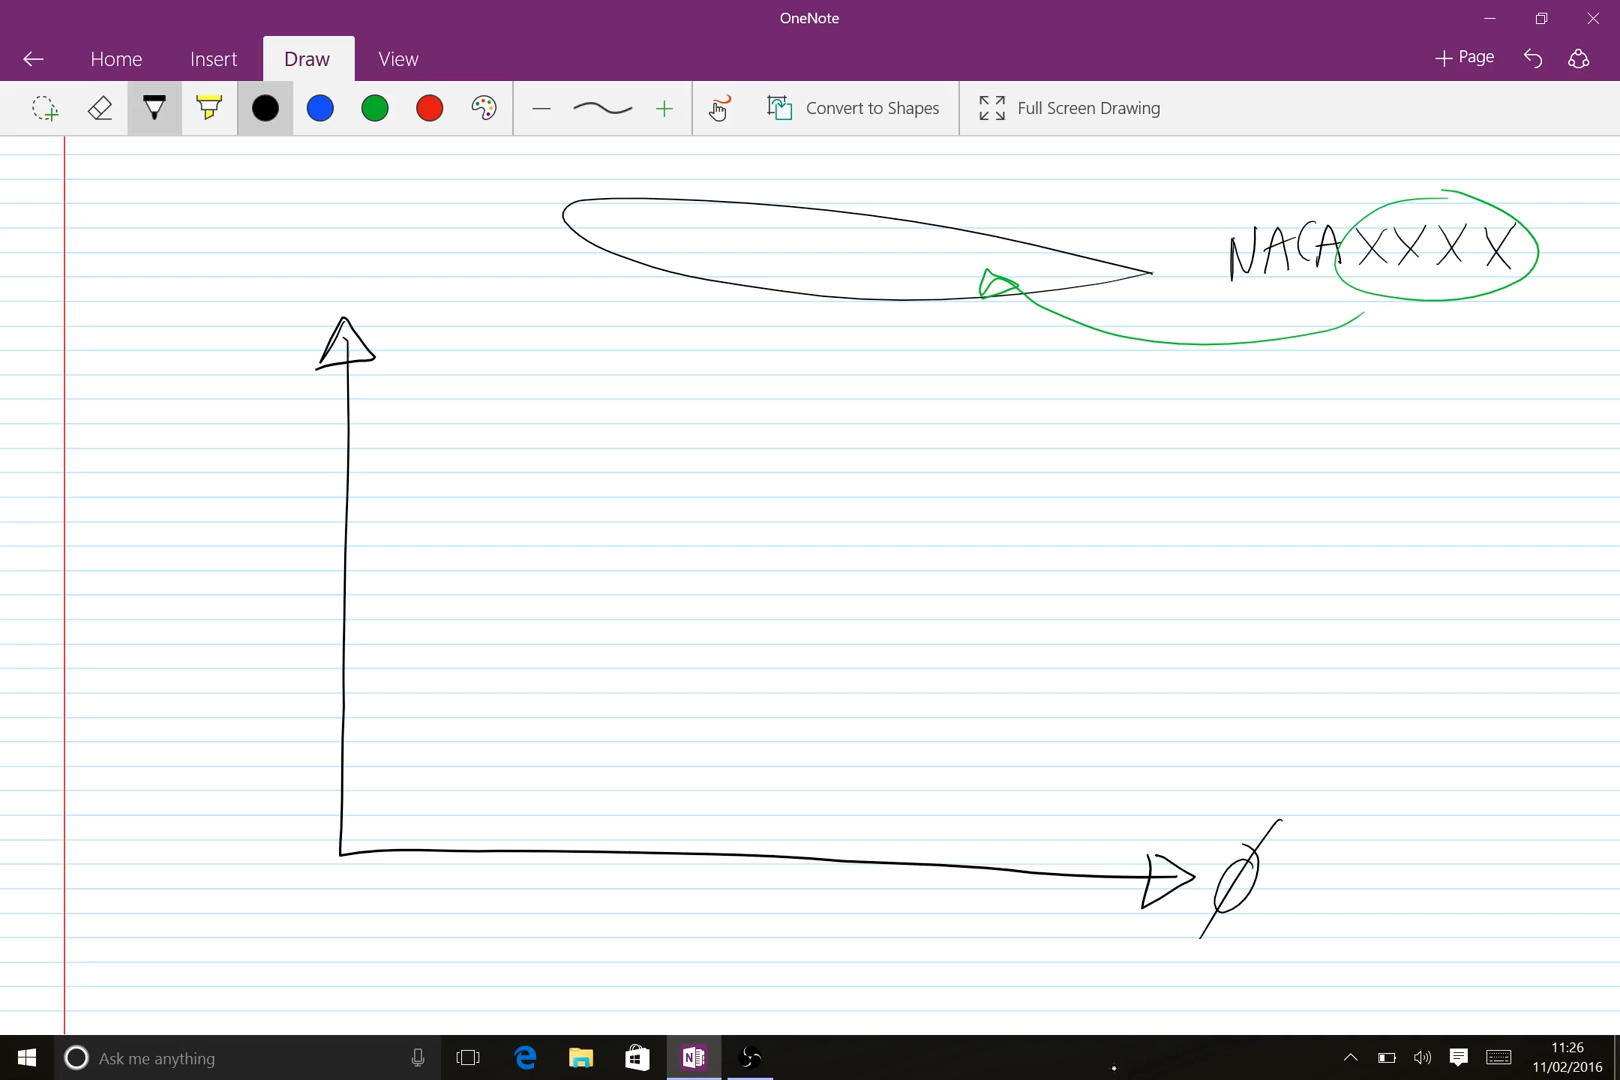 OneNote
Home Insert Draw View + Page
Convert to Shapes Full Screen Drawing
NACA XXXX
Ø
Ask me anything
11:26
11/02/2016